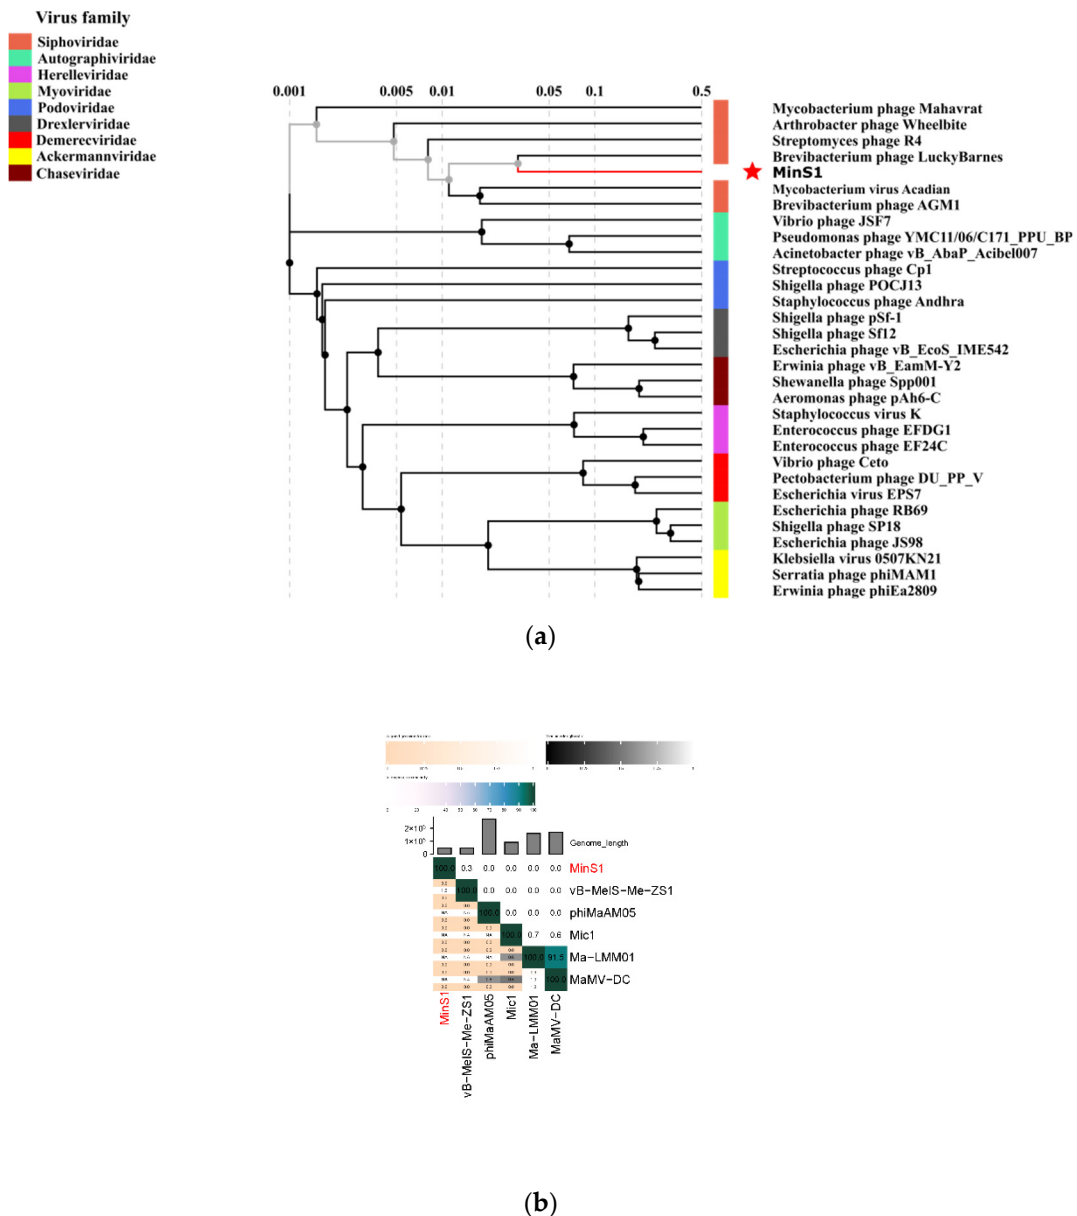 Virus family
Siphoviridae
Autographiviridae
Herelleviridae
Myoviridae
Podoviridae
Drexlerviridae
Demerecviridae
Ackermannviridae
Chaseviridae
0.001 0.005 0.01 0.05 0.1 0.5
Mycobacterium phage Mahavrat
Arthrobacter phage Wheelbite
Streptomyces phage R4
Brevibacterium phage LuckyBarnes
MinS1
Mycobacterium virus Acadian
Brevibacterium phage AGM1
Vibrio phage JSF7
Pseudomonas phage YMC11/06/C171_PPU_BP
Acinetobacter phage vB_AbaP_Acibel007
Streptococcus phage Cp1
Shigella phage POCJ13
Staphylococcus phage Andhra
Shigella phage pSf-1
Shigella phage Sf12
Escherichia phage vB_EcoS_IME542
Erwinia phage vB_EamM-Y2
Shewanella phage Spp001
Aeromonas phage pAh6-C
Staphylococcus virus K
Enterococcus phage EFDG1
Enterococcus phage EF24C
Vibrio phage Ceto
Pectobacterium phage DU_PP_V
Escherichia virus EPS7
Escherichia phage RB69
Shigella phage SP18
Escherichia phage JS98
Klebsiella virus 0507KN21
Serratia phage phiMAM1
Erwinia phage phiEa2809
(a)
2×10⁵
1×10⁵
0
Genome_length
100.0 0.3 0.0 0.0 0.0 0.0 MinS1
100.0 0.0 0.0 0.0 0.0 vB−MelS−Me−ZS1
100.0 0.0 0.0 0.0 phiMaAM05
100.0 0.7 0.6 Mic1
100.0 91.5 Ma−LMM01
100.0 MaMV−DC
MinS1
vB−MelS−Me−ZS1
phiMaAM05
Mic1
Ma−LMM01
MaMV−DC
(b)